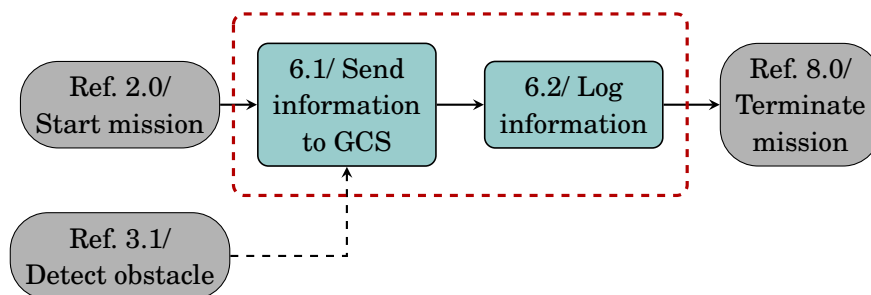 Ref. 2.0/
Start mission
6.1/ Send
information
to GCS
6.2/ Log
information
Ref. 8.0/
Terminate
mission
Ref. 3.1/
Detect obstacle